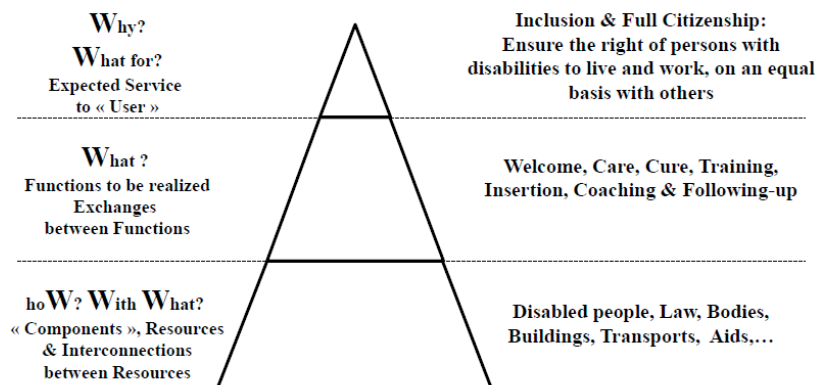 Why?
What for?
Expected Service
to « User »
Inclusion & Full Citizenship:
Ensure the right of persons with
disabilities to live and work, on an equal
basis with others
What ?
Functions to be realized
Exchanges
between Functions
Welcome, Care, Cure, Training,
Insertion, Coaching & Following-up
hoW? With What?
« Components », Resources
& Interconnections
between Resources
Disabled people, Law, Bodies,
Buildings, Transports, Aids,…